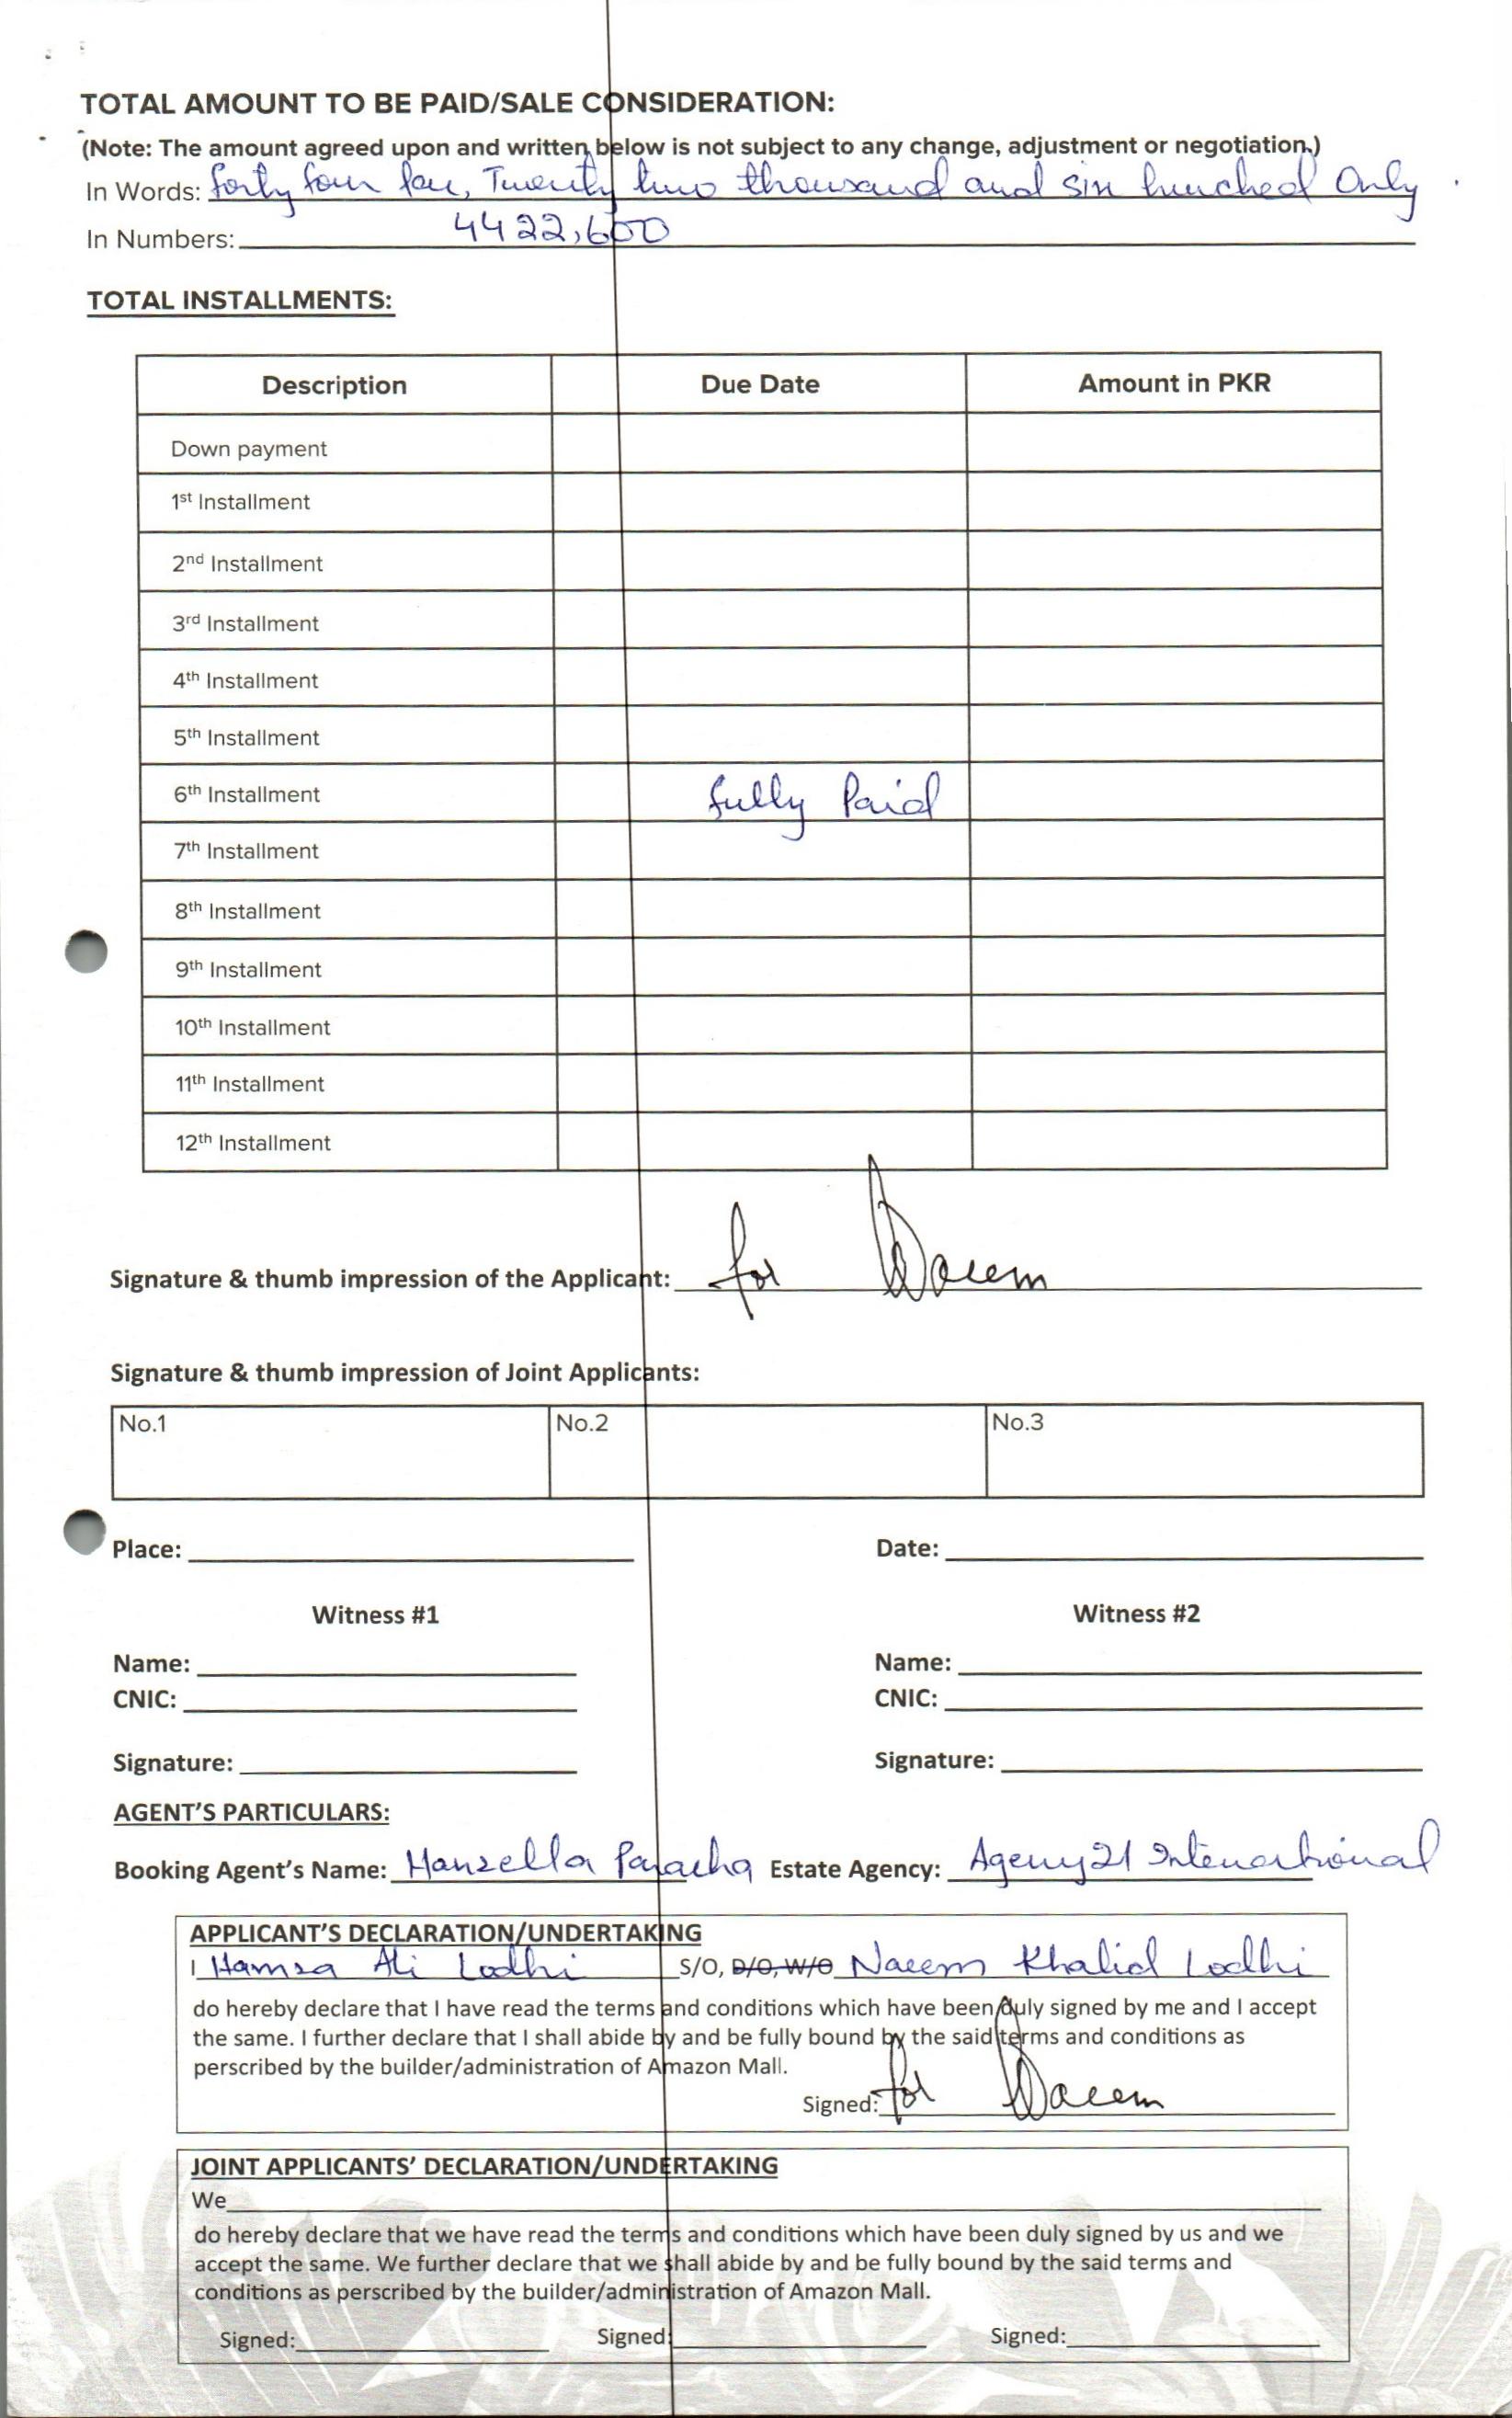 TOTAL AMOUNT TO BE PAID/SALE CONSIDERATION:
(Note: The amount agreed upon and written below is not subject to any change, adjustment or negotiation.)
In Words: forty four lac, Twenty two thousand and six hundred Only
In Numbers: 4422,600
TOTAL INSTALLMENTS:
Description Due Date Amount in PKR
Down payment
1st Installment
2nd Installment
3rd Installment
4th Installment
5th Installment
6th Installment fully Paid
7th Installment
8th Installment
9th Installment
10th Installment
11th Installment
12th Installment
Signature & thumb impression of the Applicant: for Naeem
Signature & thumb impression of Joint Applicants:
No.1 No.2 No.3
Place: Date:
Witness #1 Witness #2
Name: Name:
CNIC: CNIC:
Signature: Signature:
AGENT'S PARTICULARS:
Booking Agent's Name: Hanzella Paracha Estate Agency: Agency21 International
APPLICANT'S DECLARATION/UNDERTAKING
I Hamza Ali Lodhi S/O, D/O, W/O Naeem Khalid Lodhi
do hereby declare that I have read the terms and conditions which have been duly signed by me and I accept
the same. I further declare that I shall abide by and be fully bound by the said terms and conditions as
perscribed by the builder/administration of Amazon Mall.
Signed: for Naeem
JOINT APPLICANTS' DECLARATION/UNDERTAKING
We
do hereby declare that we have read the terms and conditions which have been duly signed by us and we
accept the same. We further declare that we shall abide by and be fully bound by the said terms and
conditions as perscribed by the builder/administration of Amazon Mall.
Signed: Signed: Signed: